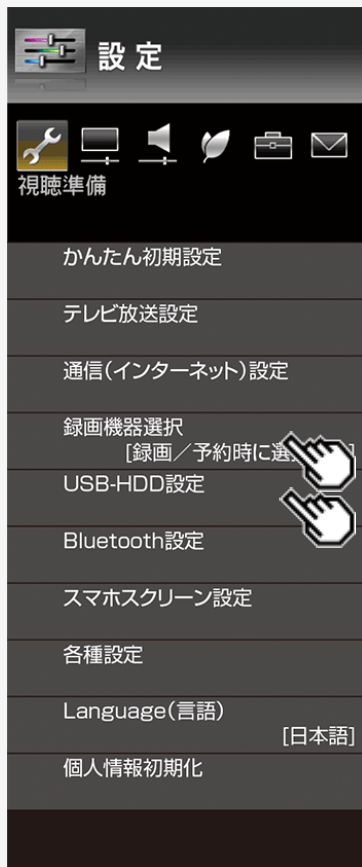 設定
視聴準備
かんたん初期設定
テレビ放送設定
通信(インターネット)設定
録画機器選択
[録画／予約時に選 ]
USB-HDD設定
Bluetooth設定
スマホスクリーン設定
各種設定
Language(言語)
[日本語]
個人情報初期化